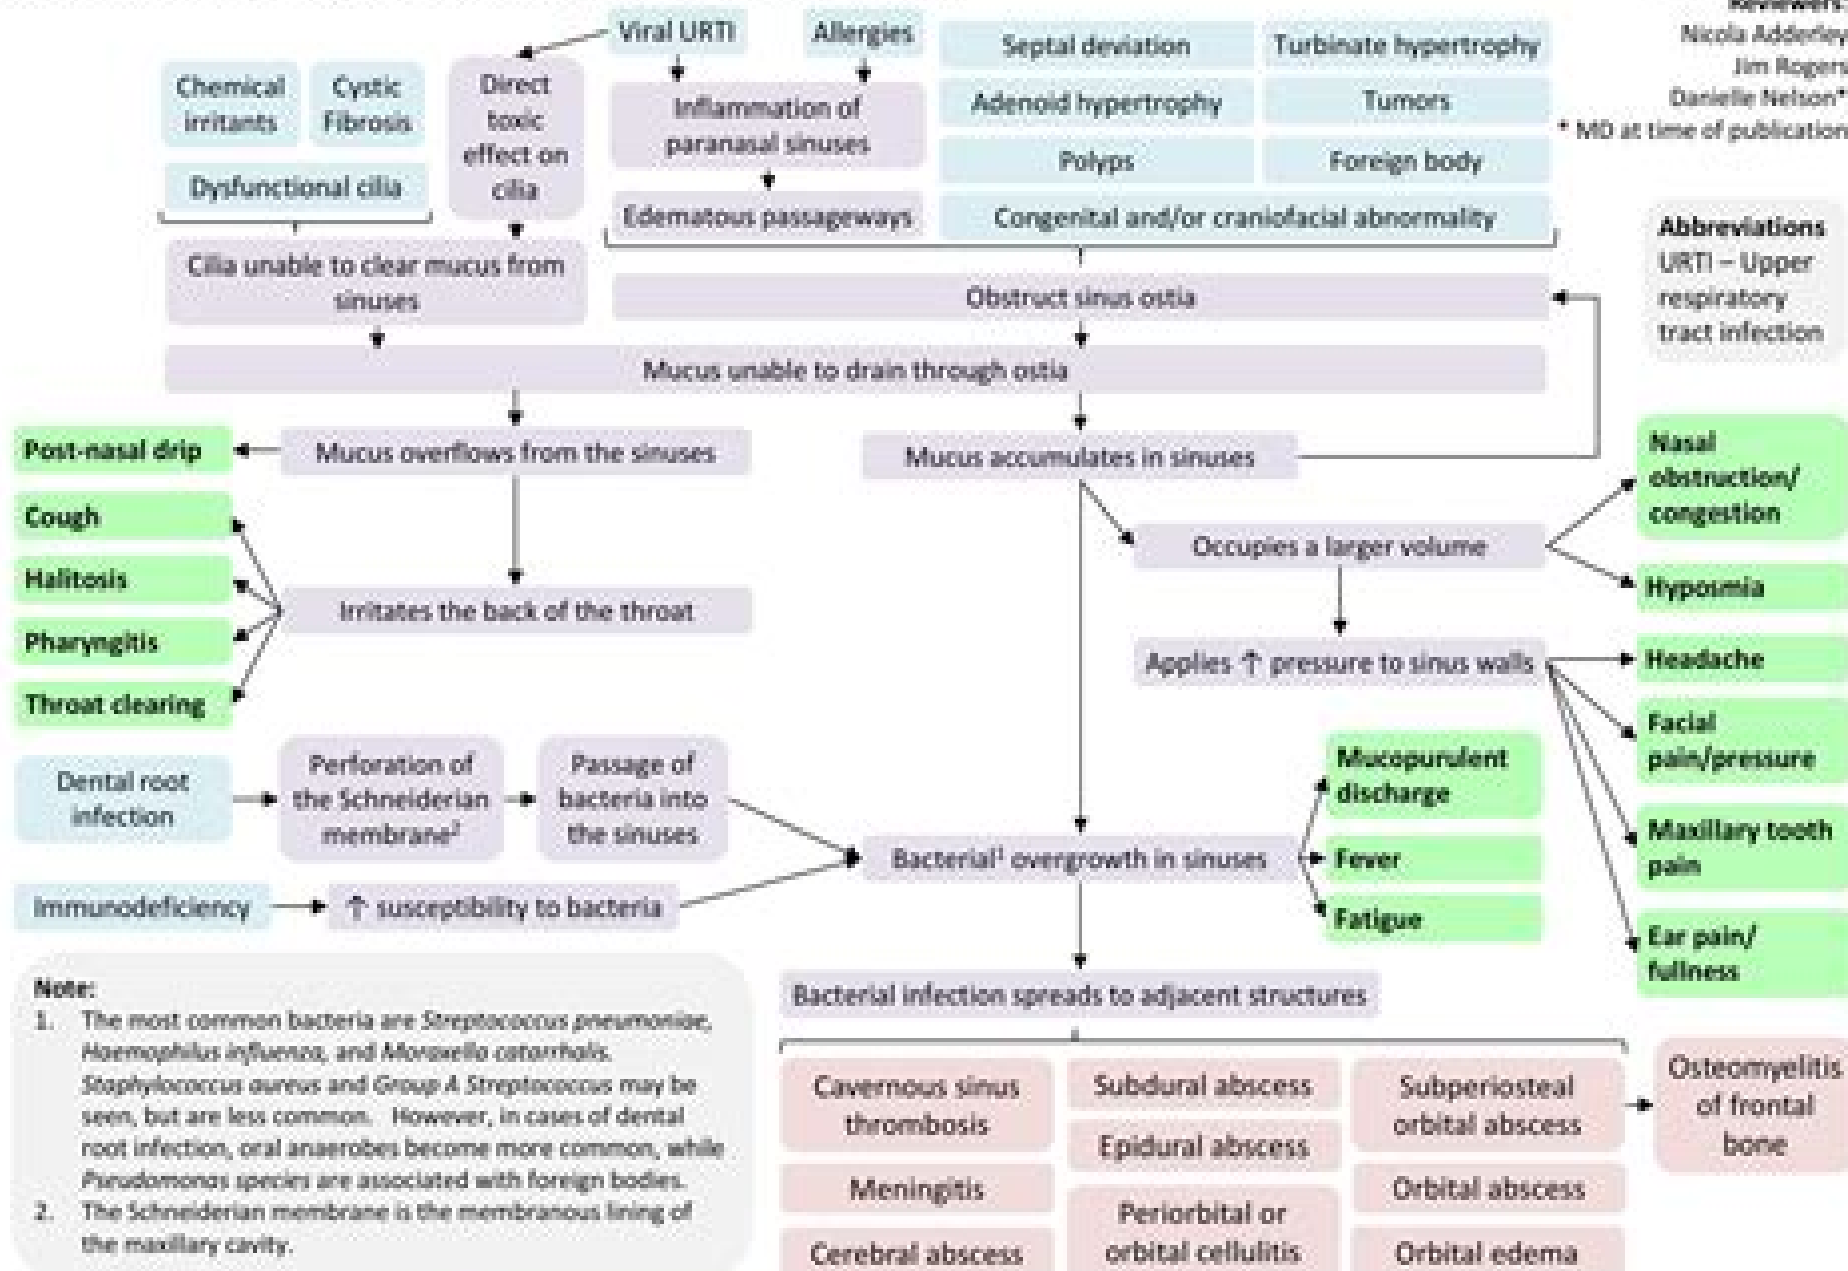 Reviewers:
Nicola Adderley
Jim Rogers
Danielle Nelson*
* MD at time of publication
Viral URTI
Allergies
Septal deviation
Turbinate hypertrophy
Chemical
irritants
Cystic
Fibrosis
Direct
toxic
effect on
cilia
Inflammation of
paranasal sinuses
Adenoid hypertrophy
Tumors
Polyps
Foreign body
Dysfunctional cilia
Edematous passageways
Congenital and/or craniofacial abnormality
Abbreviations
URTI – Upper
respiratory
tract infection
Cilia unable to clear mucus from
sinuses
Obstruct sinus ostia
Mucus unable to drain through ostia
Post-nasal drip
Mucus overflows from the sinuses
Mucus accumulates in sinuses
Nasal
obstruction/
congestion
Cough
Halitosis
Pharyngitis
Throat clearing
Irritates the back of the throat
Occupies a larger volume
Hyposmia
Applies ↑ pressure to sinus walls
Headache
Facial
pain/pressure
Maxillary tooth
pain
Ear pain/
fullness
Dental root
infection
Perforation of
the Schneiderian
membrane²
Passage of
bacteria into
the sinuses
Mucopurulent
discharge
Bacterial¹ overgrowth in sinuses
Fever
Fatigue
Immunodeficiency
↑ susceptibility to bacteria
Bacterial infection spreads to adjacent structures
Note:
1. The most common bacteria are Streptococcus pneumoniae,
Haemophilus influenza, and Moraxella catarrhalis.
Staphylococcus aureus and Group A Streptococcus may be
seen, but are less common. However, in cases of dental
root infection, oral anaerobes become more common, while
Pseudomonas species are associated with foreign bodies.
2. The Schneiderian membrane is the membranous lining of
the maxillary cavity.
Cavernous sinus
thrombosis
Subdural abscess
Subperiosteal
orbital abscess
Osteomyelitis
of frontal
bone
Epidural abscess
Meningitis
Orbital abscess
Periorbital or
orbital cellulitis
Cerebral abscess
Orbital edema